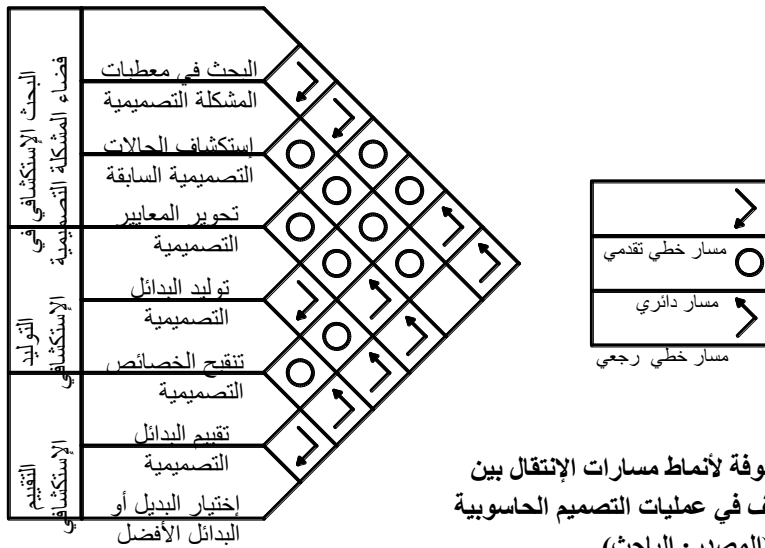 البحث الإستكشافي في
فضاء المشكلة التصميمية
التوليد
الإستكشافي
التقييم
الإستكشافي
البحث في معطيات
المشكلة التصميمية
إستكشاف الحالات
التصميمية السابقة
تحوير المعايير
التصميمية
توليد البدائل
التصميمية
تنقيح الخصائص
التصميمية
تقييم البدائل
التصميمية
إختيار البديل أو
البدائل الأفضل
مسار خطي تقدمي
مسار دائري
مسار خطي رجعي
وفة لأنماط مسارات الإنتقال بين
ف في عمليات التصميم الحاسوبية
(المصدر: الباحث)